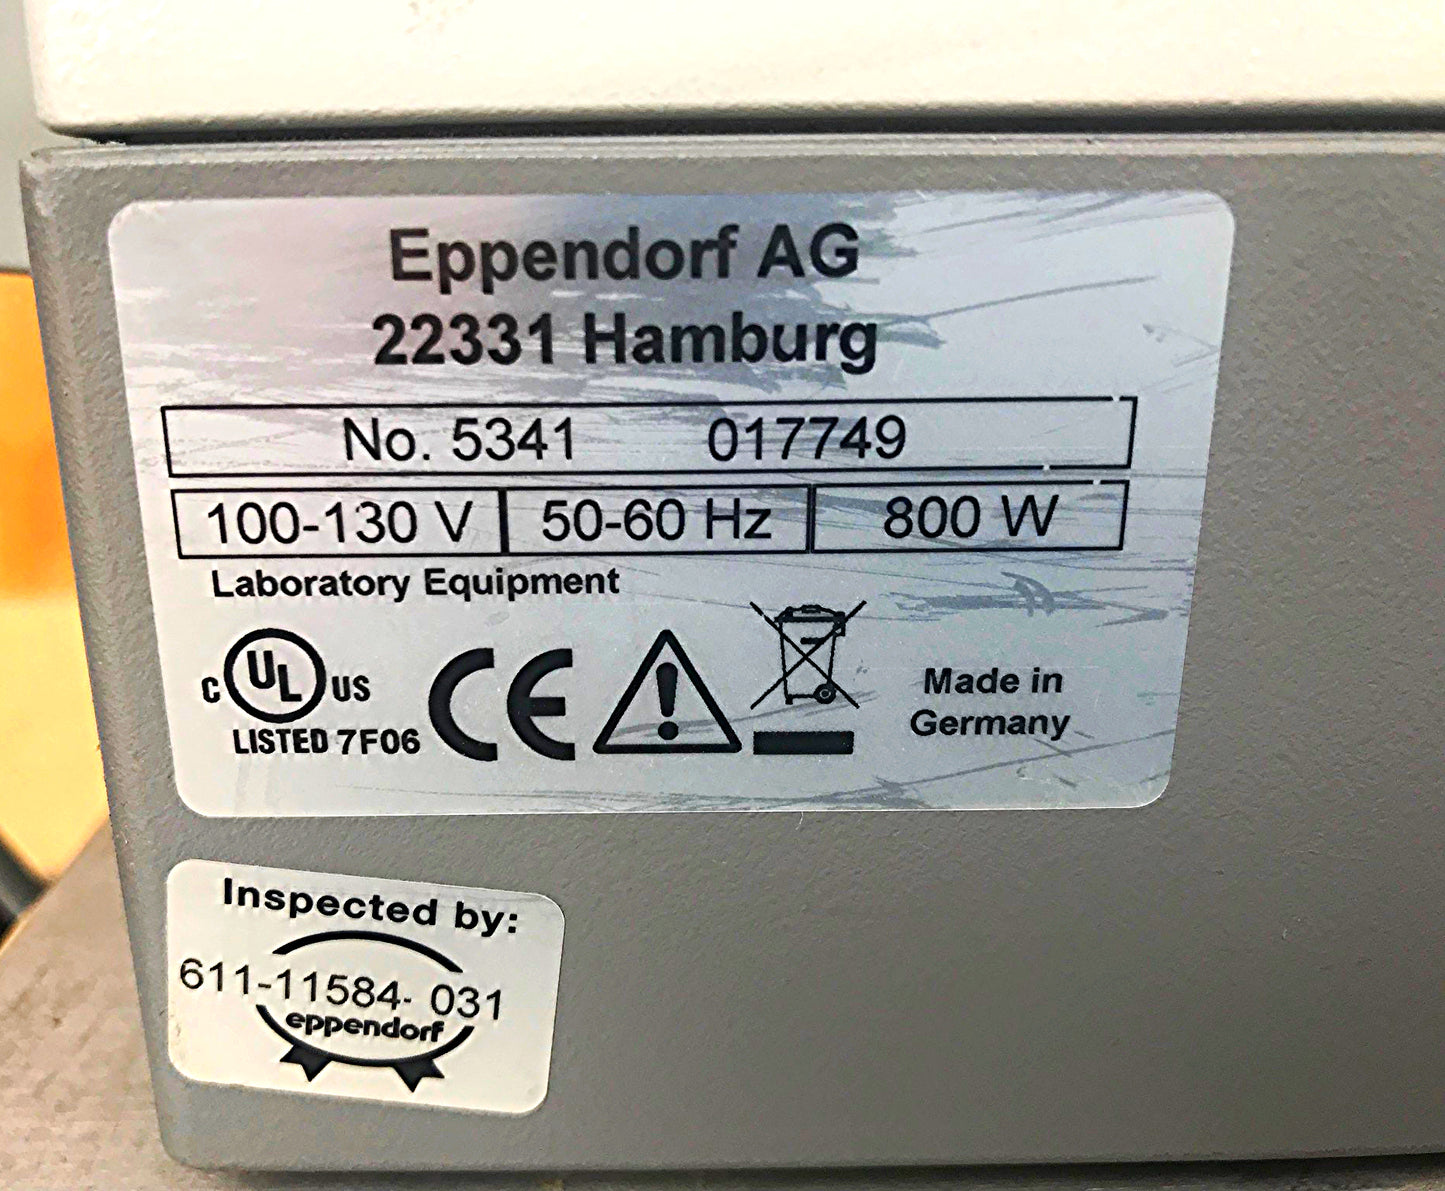 Eppendorf AG
22331 Hamburg
No. 5341 017749
100-130 V 50-60 Hz 800 W
Laboratory Equipment
C UL US
LISTED 7F06
CE
Made in
Germany
Inspected by:
611-11584- 031
eppendorf